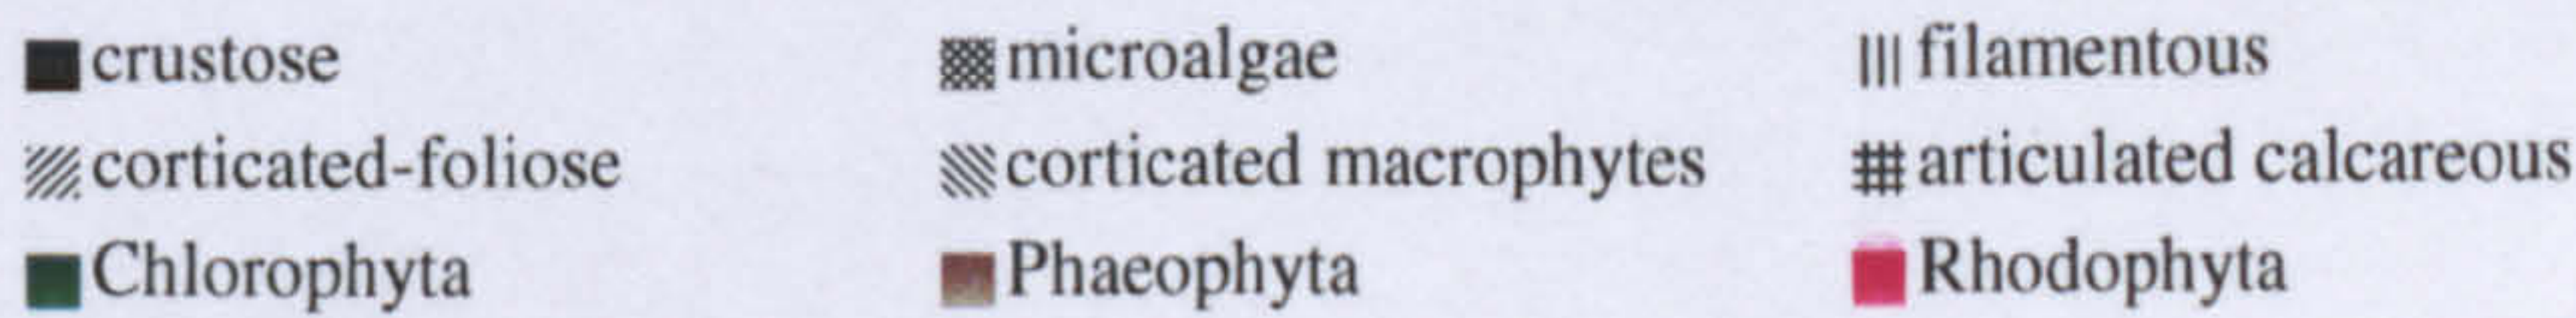 crustose microalgae filamentous
corticated-foliose corticated macrophytes articulated calcareous
Chlorophyta Phaeophyta Rhodophyta